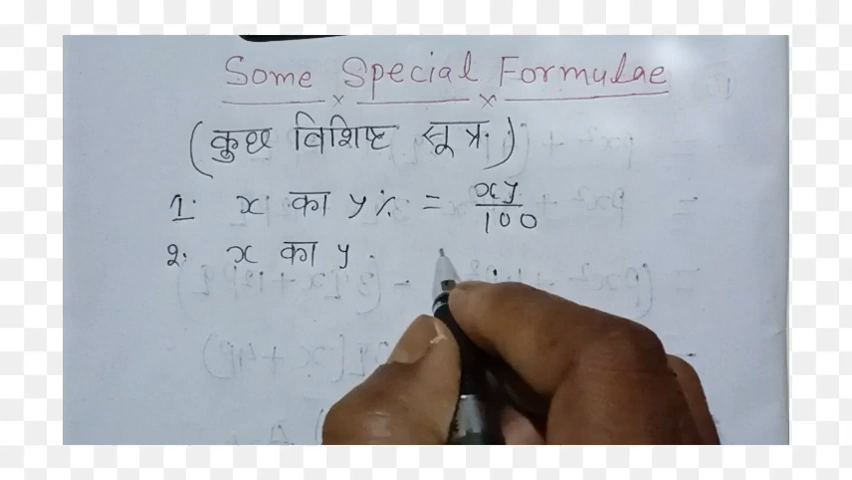 Some Special Formulae
(कुछ विशिष्ट सूत्र.)
1. x का y% = xy/100
2. x का y